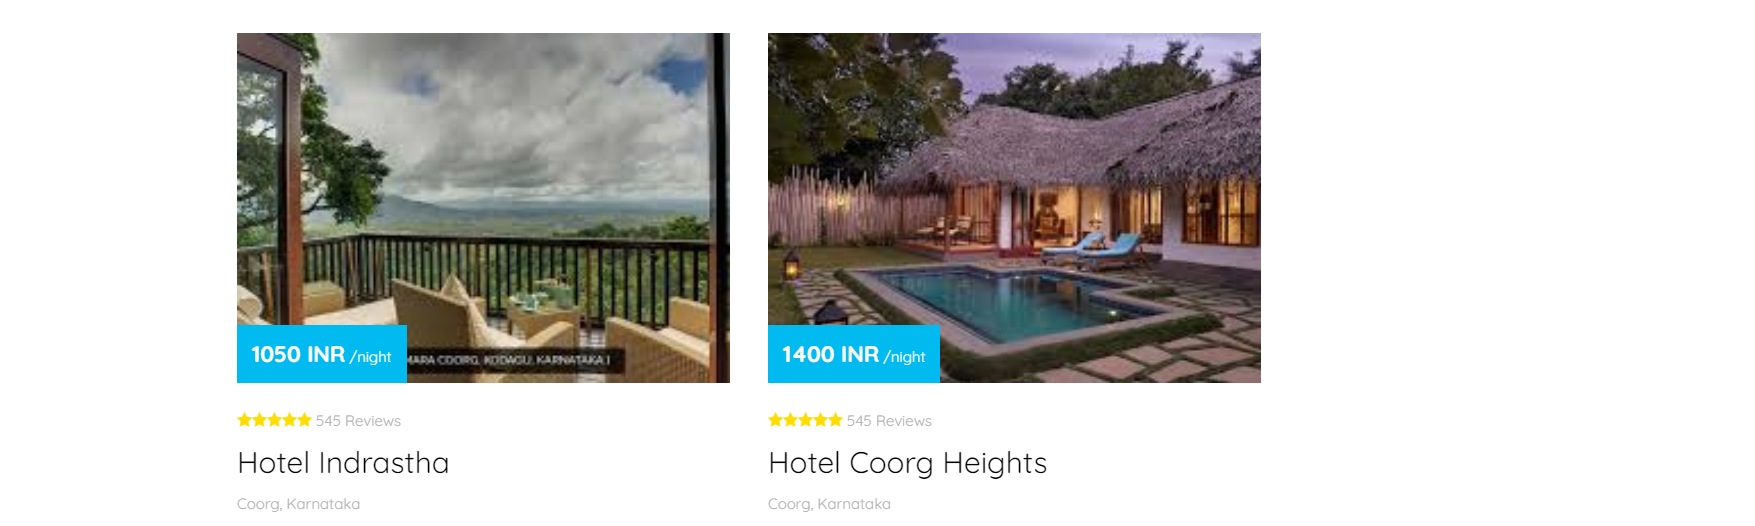 1050 INR /night
MARA COORG, KODAGU, KARNATAKA
545 Reviews
Hotel Indrastha
Coorg, Karnataka
1400 INR /night
545 Reviews
Hotel Coorg Heights
Coorg, Karnataka